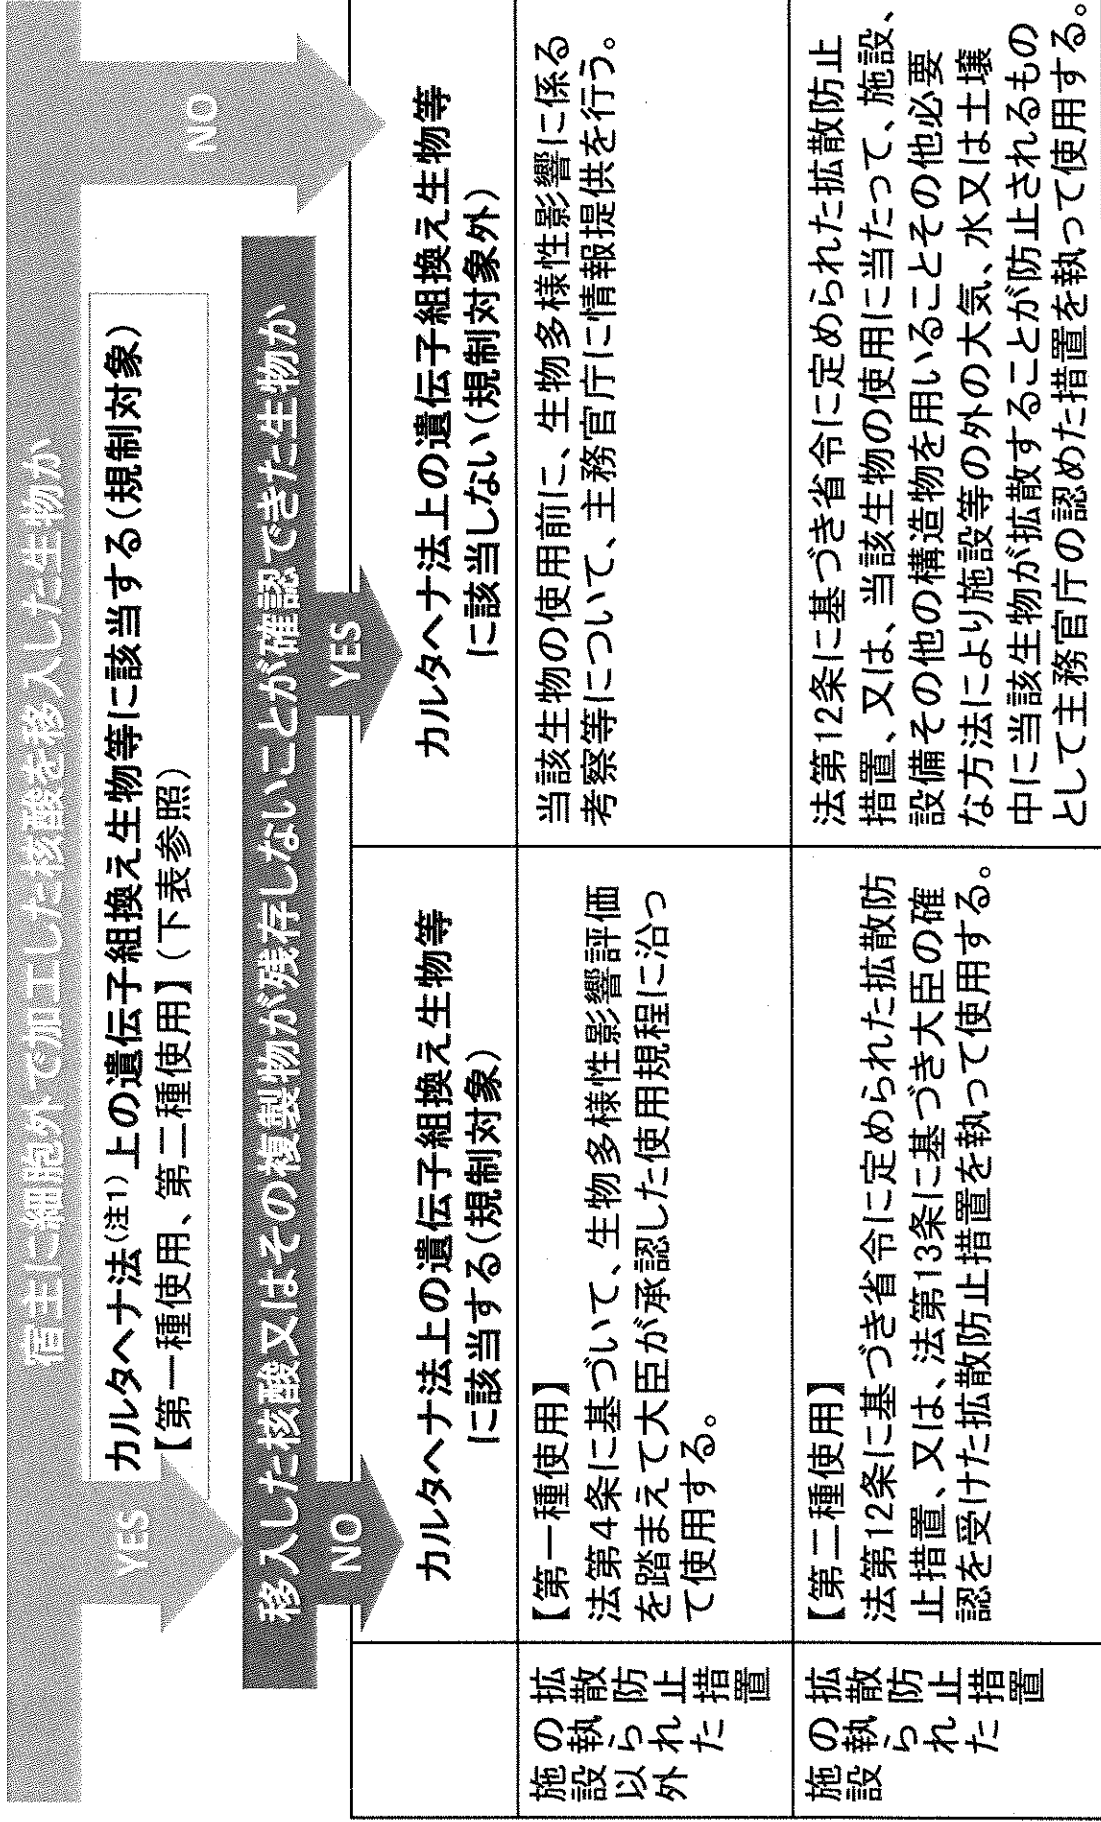 宿主に細胞外で加工した核酸を移入した生物か
YES
NO
カルタヘナ法(注1)上の遺伝子組換え生物等に該当する(規制対象)
【第一種使用、第二種使用】(下表参照)
移入した核酸又はその複製物が残存しないことが確認できた生物か
NO
YES
カルタヘナ法上の遺伝子組換え生物等
に該当する(規制対象)
カルタヘナ法上の遺伝子組換え生物等
に該当しない(規制対象外)
拡散防止措置
の執られた
施設以外
【第一種使用】
法第4条に基づいて、生物多様性影響評価
を踏まえて大臣が承認した使用規程に沿っ
て使用する。
当該生物の使用前に、生物多様性影響に係る
考察等について、主務官庁に情報提供を行う。
拡散防止措置
の執られた
施設
【第二種使用】
法第12条に基づき省令に定められた拡散防
止措置、又は、法第13条に基づき大臣の確
認を受けた拡散防止措置を執って使用する。
法第12条に基づき省令に定められた拡散防止
措置、又は、当該生物の使用に当たって、施設、
設備その他の構造物を用いることその他必要
な方法により施設等の外の大気、水又は土壌
中に当該生物が拡散することが防止されるもの
として主務官庁の認めた措置を執って使用する。